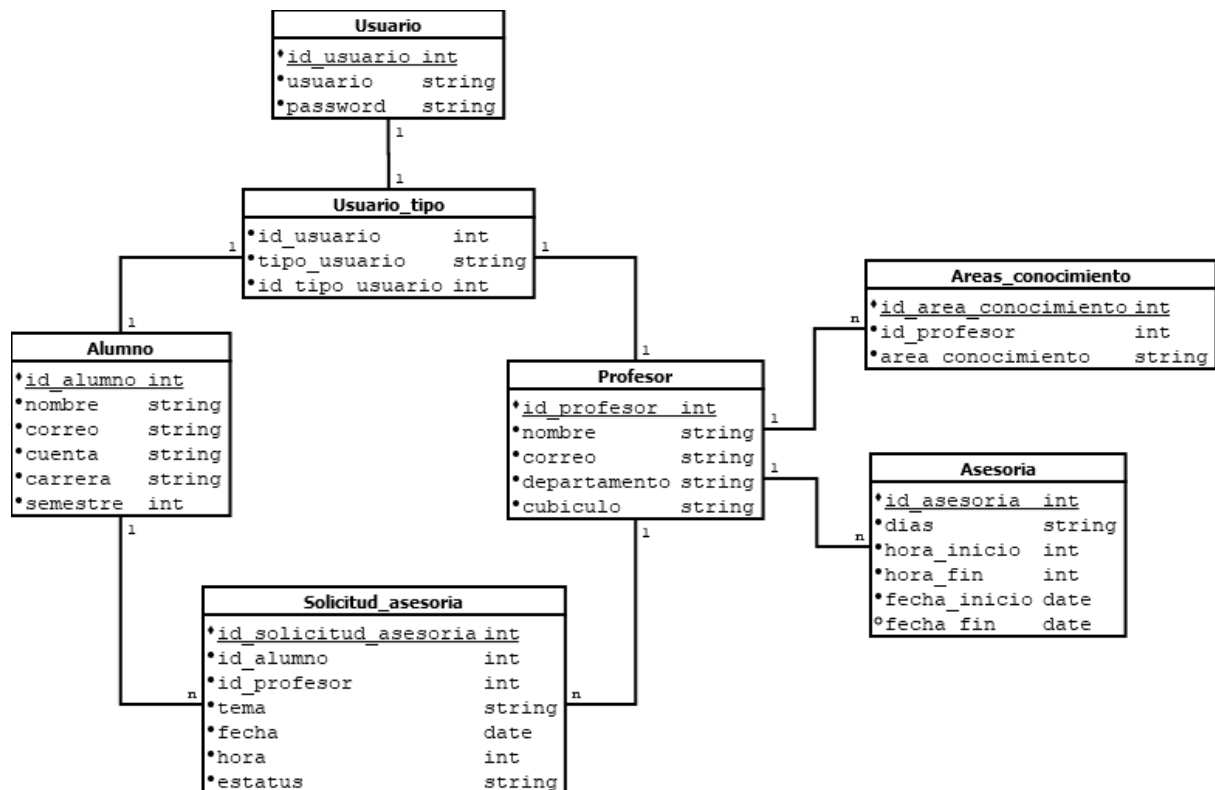 Usuario
♦id_usuario int
•usuario string
•password string
1
1
Usuario_tipo
•id_usuario int
•tipo_usuario string
•id_tipo_usuario int
1
1
1
Alumno
♦id_alumno int
•nombre string
•correo string
•cuenta string
•carrera string
•semestre int
1
1
Profesor
♦id_profesor int
•nombre string
•correo string
•departamento string
•cubiculo string
1
1
1
n
Areas_conocimiento
♦id_area_conocimiento int
•id_profesor int
•area_conocimiento string
n
Asesoria
♦id_asesoria int
•dias string
•hora_inicio int
•hora_fin int
•fecha_inicio date
°fecha_fin date
n
n
Solicitud_asesoria
♦id_solicitud_asesoria int
•id_alumno int
•id_profesor int
•tema string
•fecha date
•hora int
•estatus string